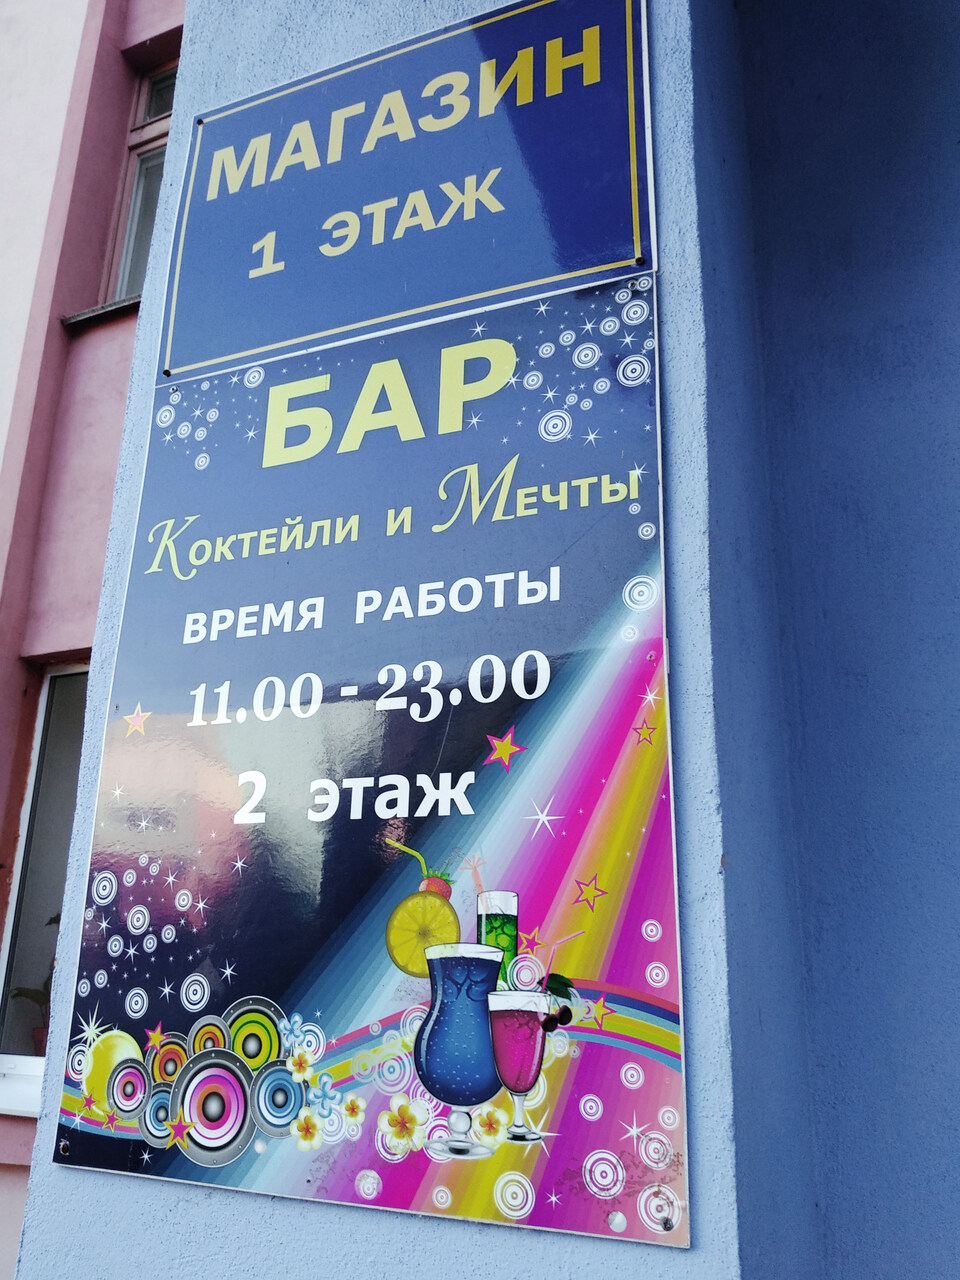 МАГАЗИН
1 ЭТАЖ
БАР
Коктейли и Мечты
ВРЕМЯ РАБОТЫ
11.00 - 23.00
2 этаж